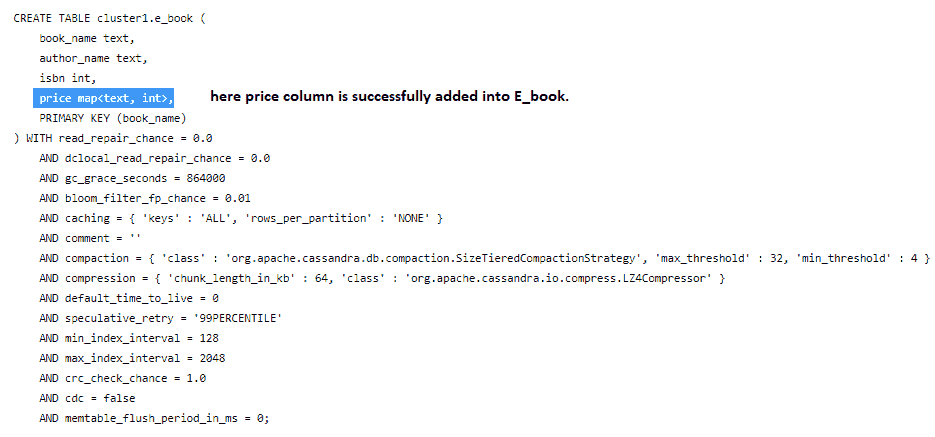 CREATE TABLE cluster1.e_book (
book_name text,
author_name text,
isbn int,
price map<text, int>, here price column is successfully added into E_book.
PRIMARY KEY (book_name)
) WITH read_repair_chance = 0.0
AND dclocal_read_repair_chance = 0.0
AND gc_grace_seconds = 864000
AND bloom_filter_fp_chance = 0.01
AND caching = { 'keys' : 'ALL', 'rows_per_partition' : 'NONE' }
AND comment = ''
AND compaction = { 'class' : 'org.apache.cassandra.db.compaction.SizeTieredCompactionStrategy', 'max_threshold' : 32, 'min_threshold' : 4 }
AND compression = { 'chunk_length_in_kb' : 64, 'class' : 'org.apache.cassandra.io.compress.LZ4Compressor' }
AND default_time_to_live = 0
AND speculative_retry = '99PERCENTILE'
AND min_index_interval = 128
AND max_index_interval = 2048
AND crc_check_chance = 1.0
AND cdc = false
AND memtable_flush_period_in_ms = 0;